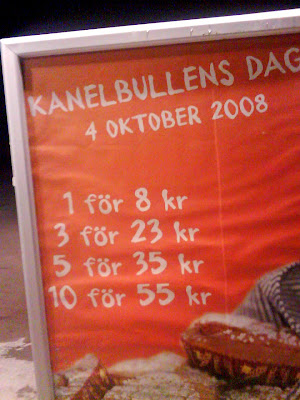 KANELBULLENS DAG
4 OKTOBER 2008
1 för 8 kr
3 för 23 kr
5 för 35 kr
10 för 55 kr